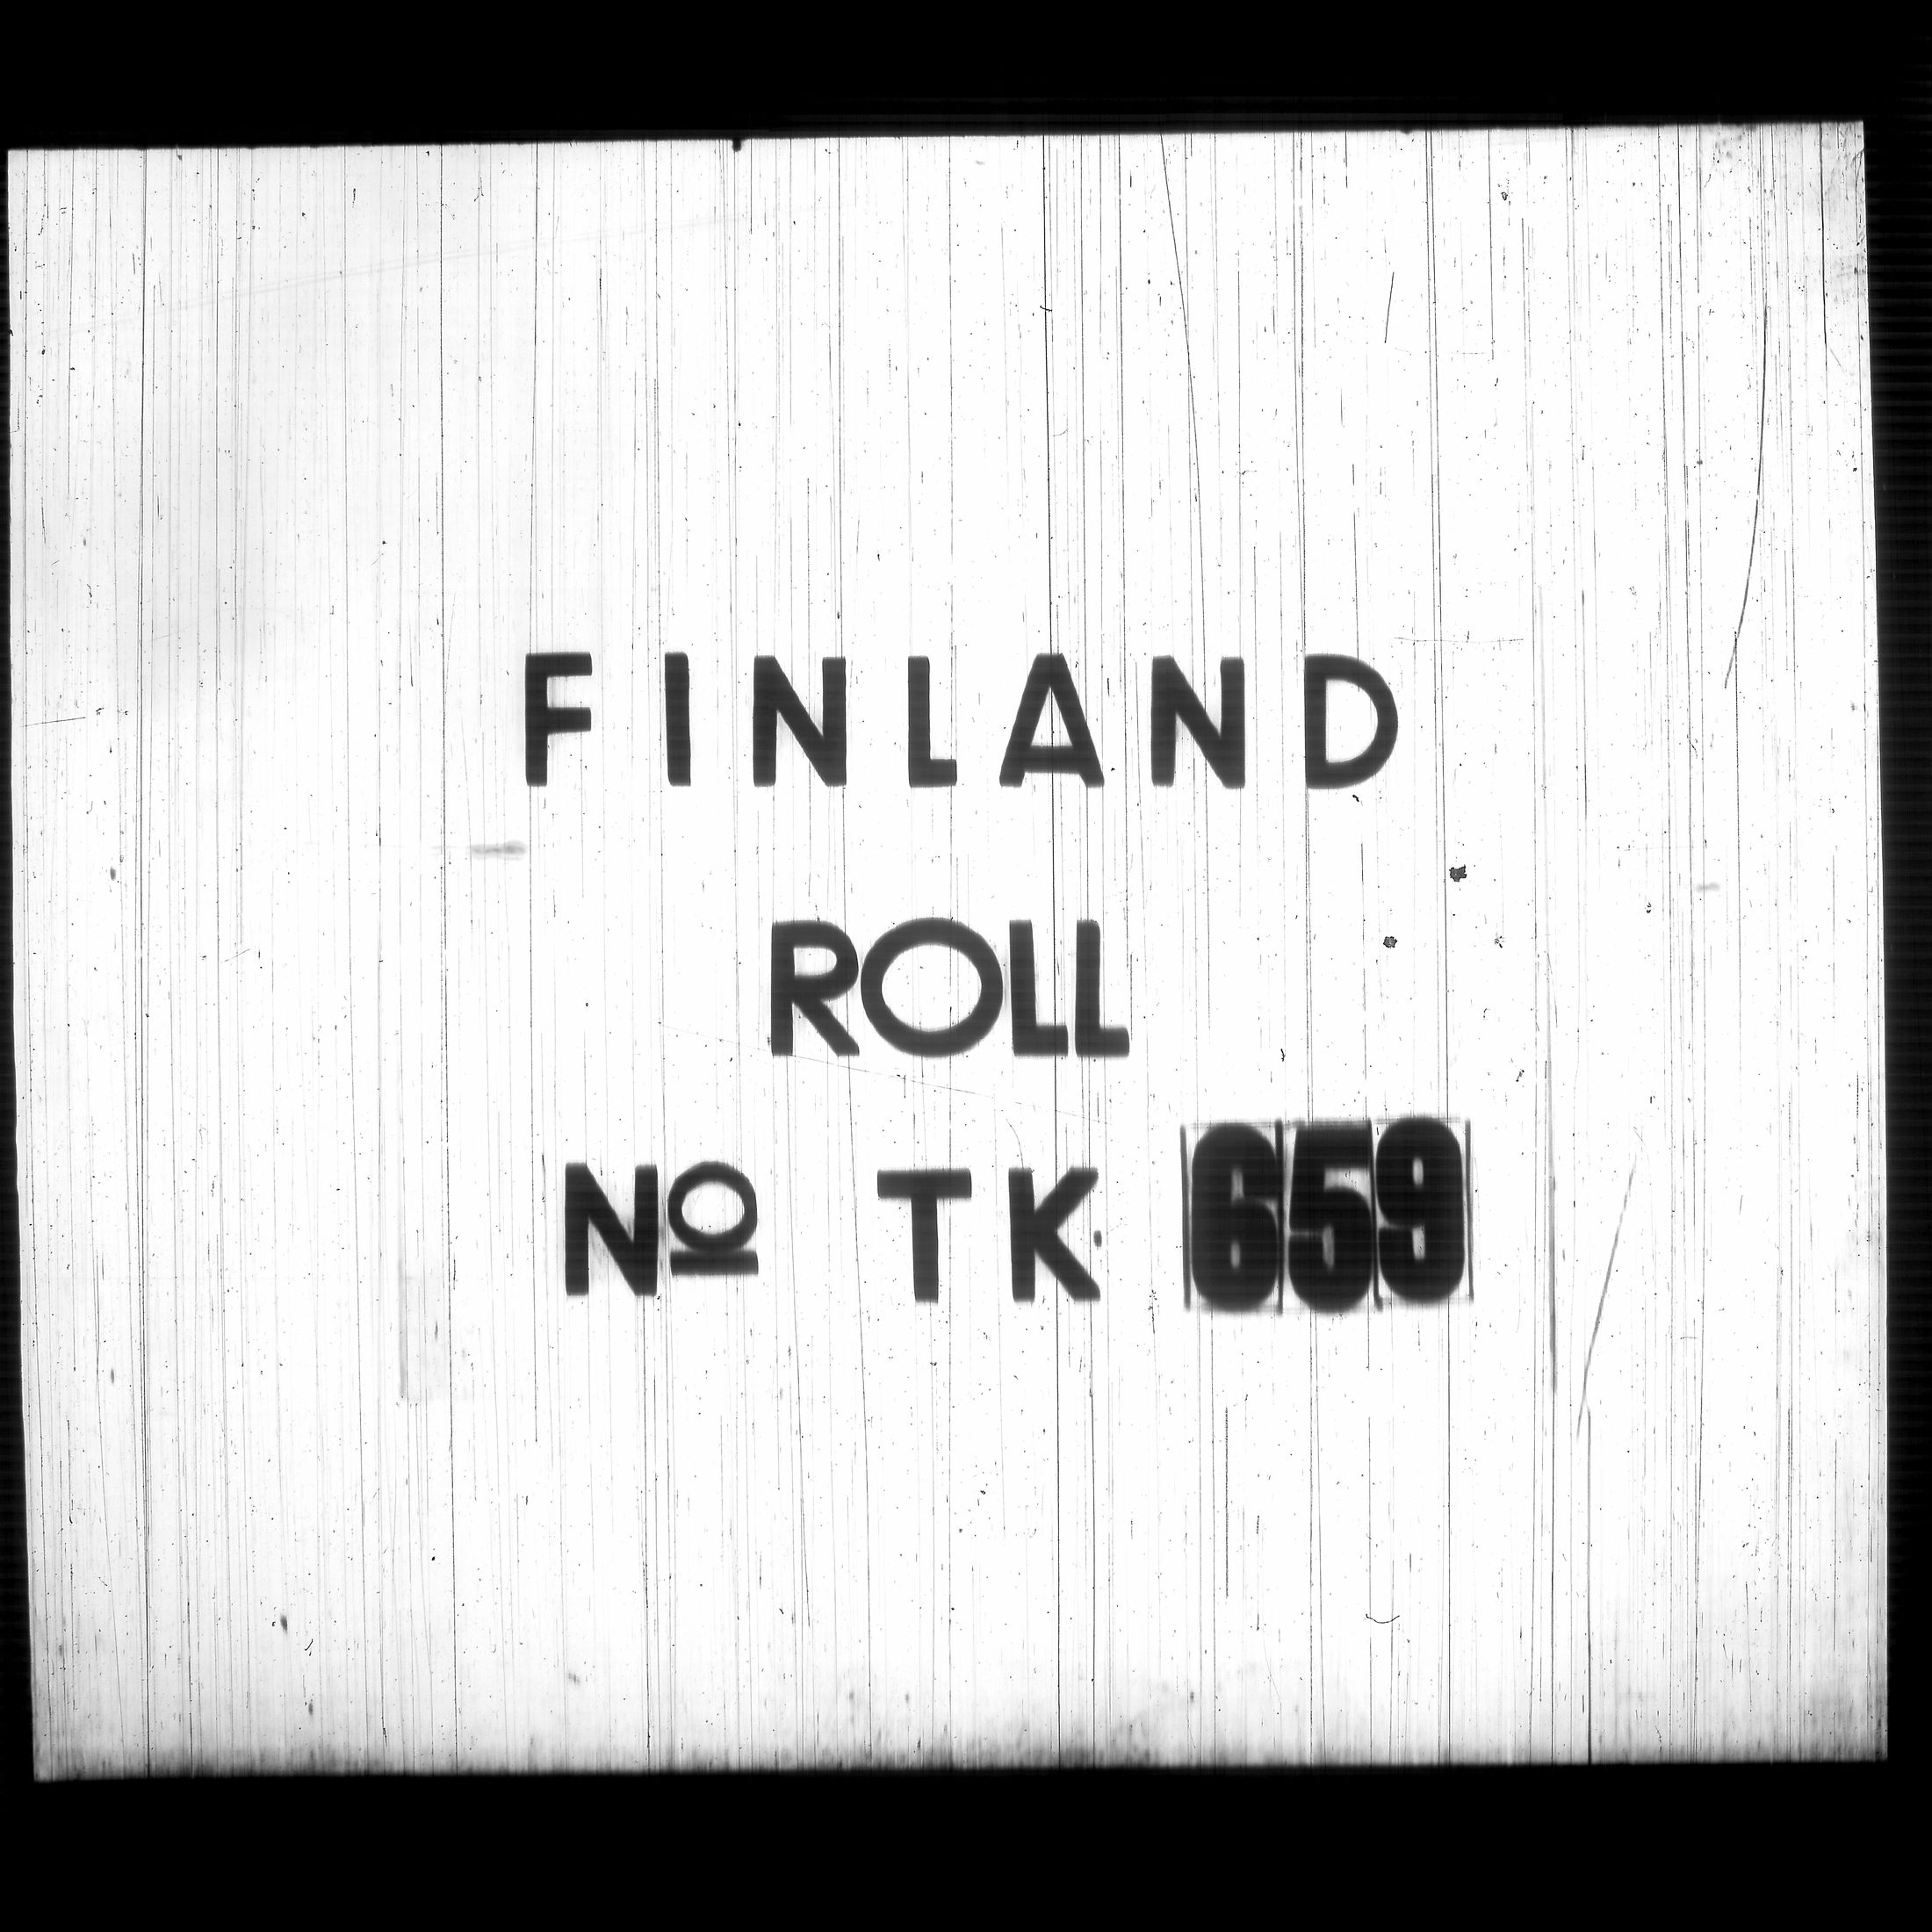 FINLAND
ROLL
Nº TK 659